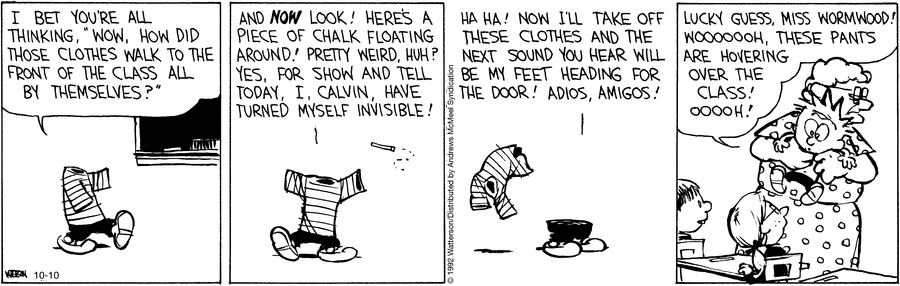 I BET YOU'RE ALL
THINKING, "WOW, HOW DID
THOSE CLOTHES WALK TO THE
FRONT OF THE CLASS ALL
BY THEMSELVES?"
AND NOW LOOK! HERE'S A
PIECE OF CHALK FLOATING
AROUND! PRETTY WEIRD, HUH?
YES, FOR SHOW AND TELL
TODAY, I, CALVIN, HAVE
TURNED MYSELF INVISIBLE!
HA HA! NOW I'LL TAKE OFF
THESE CLOTHES AND THE
NEXT SOUND YOU HEAR WILL
BE MY FEET HEADING FOR
THE DOOR! ADIOS, AMIGOS!
LUCKY GUESS, MISS WORMWOOD!
WOOOOOOH, THESE PANTS
ARE HOVERING
OVER THE
CLASS!
OOOOH!
WATTERSON 10-10
© 1992 Watterson/Distributed by Andrews McMeel Syndication